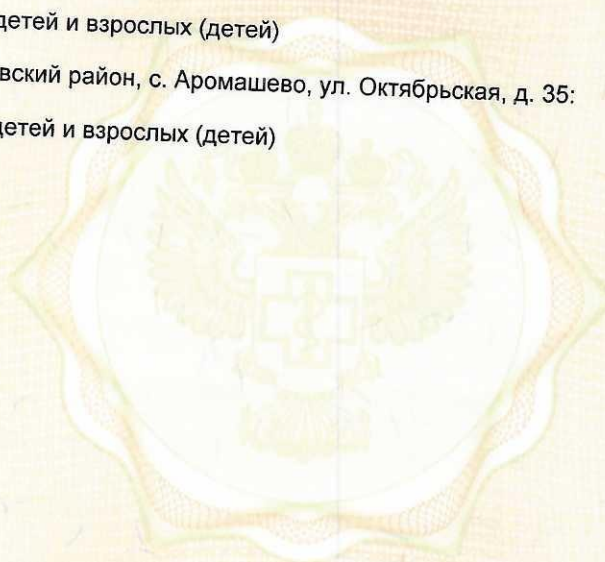 детей и взрослых (детей)
вский район, с. Аромашево, ул. Октябрьская, д. 35:
детей и взрослых (детей)